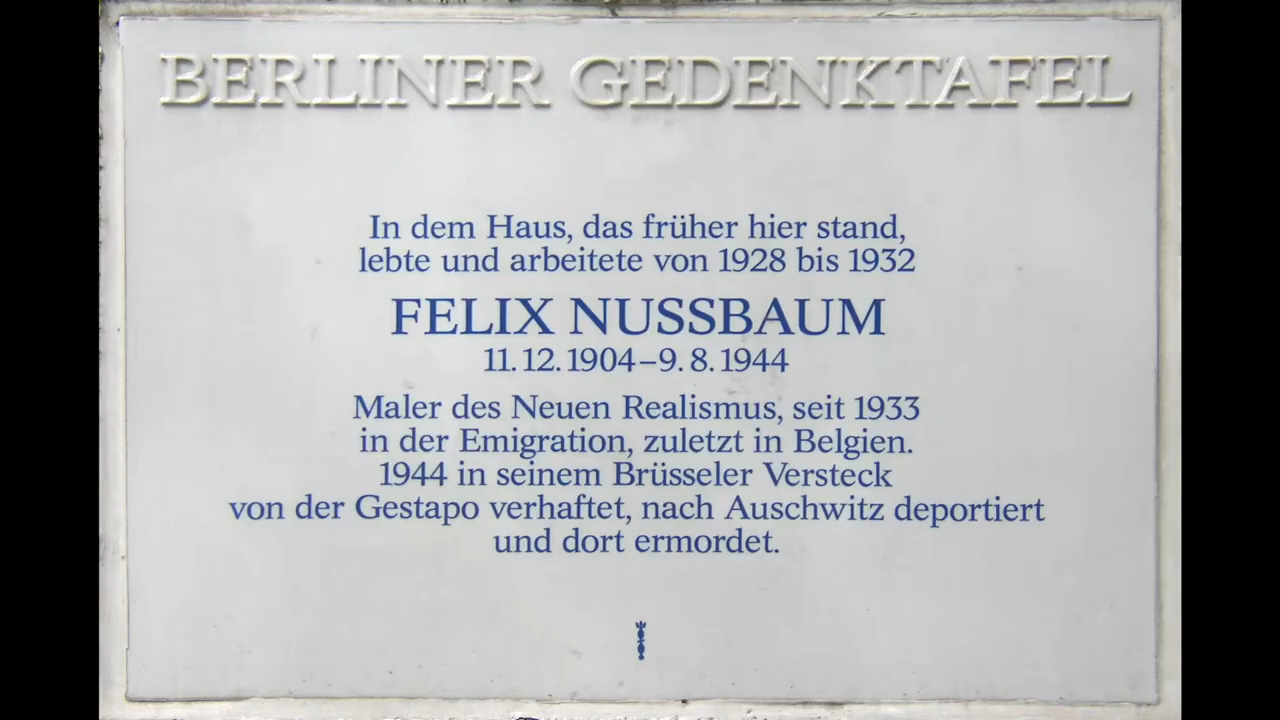 BERLINER GEDENKTAFEL
In dem Haus, das früher hier stand,
lebte und arbeitete von 1928 bis 1932
FELIX NUSSBAUM
11.12.1904–9.8.1944
Maler des Neuen Realismus, seit 1933
in der Emigration, zuletzt in Belgien.
1944 in seinem Brüsseler Versteck
von der Gestapo verhaftet, nach Auschwitz deportiert
und dort ermordet.